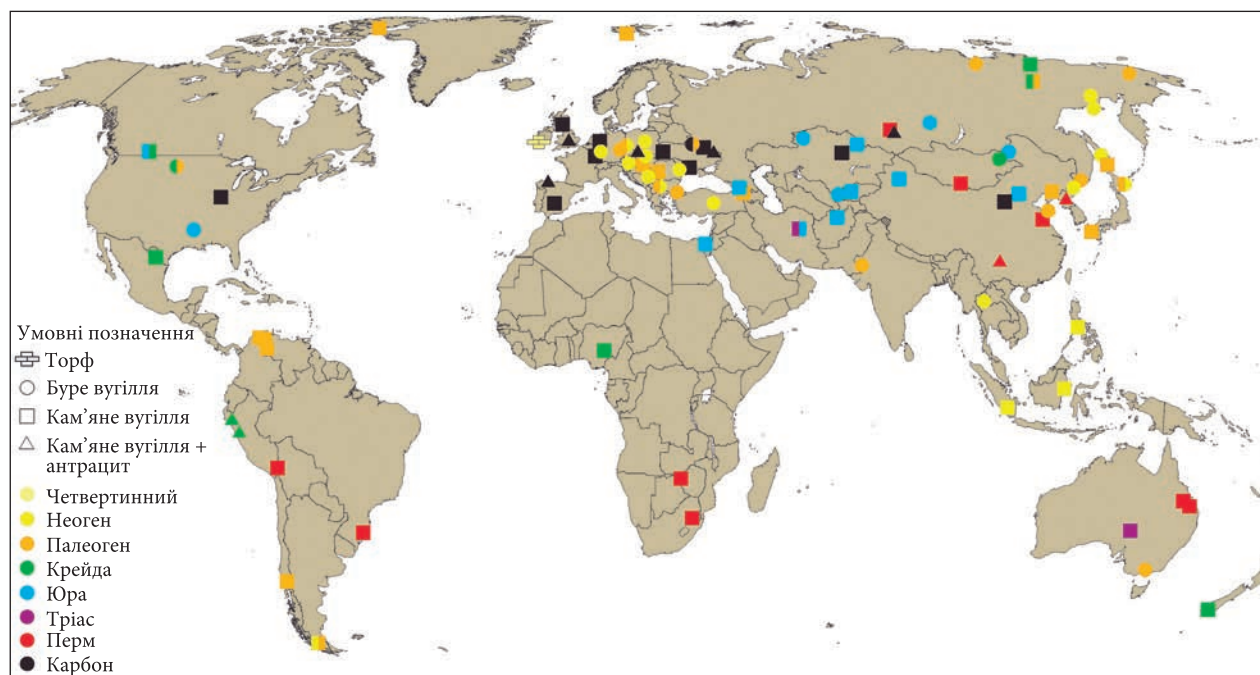 Умовні позначення
Торф
Буре вугілля
Кам’яне вугілля
Кам’яне вугілля +
антрацит
Четвертинний
Неоген
Палеоген
Крейда
Юра
Тріас
Перм
Карбон